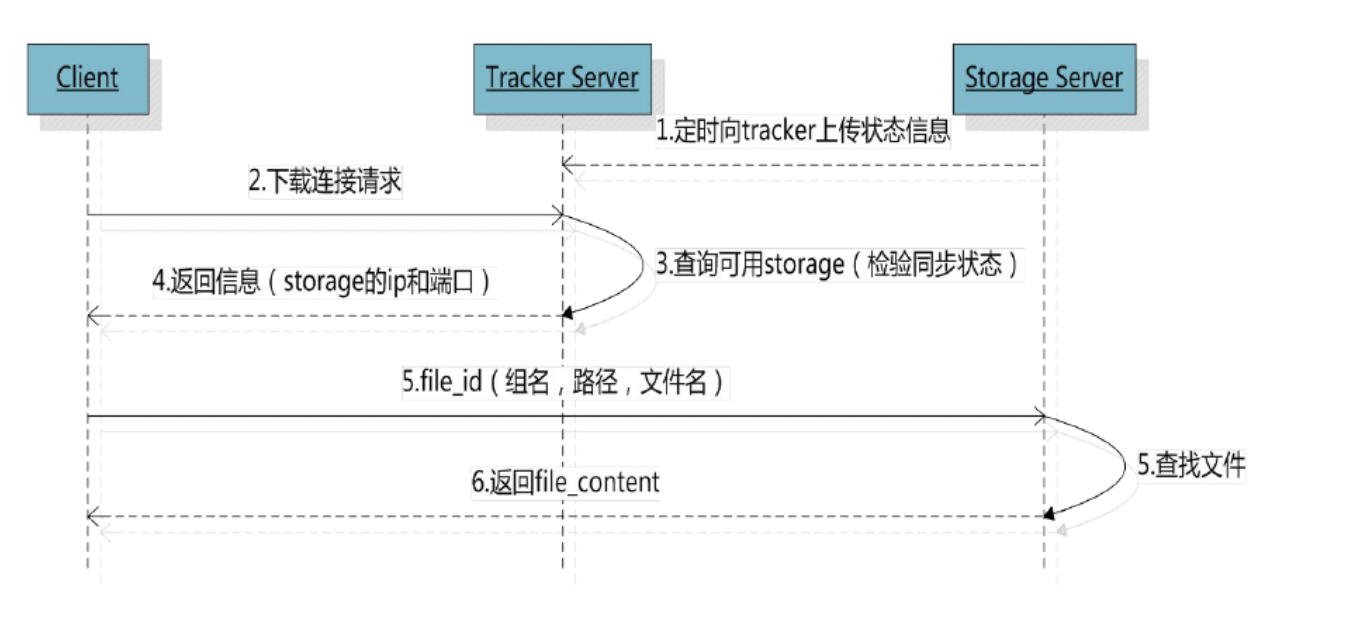 Client
Tracker Server
Storage Server
1.定时向tracker上传状态信息
2.下载连接请求
3.查询可用storage（检验同步状态）
4.返回信息（storage的ip和端口）
5.file_id（组名，路径，文件名）
5.查找文件
6.返回file_content